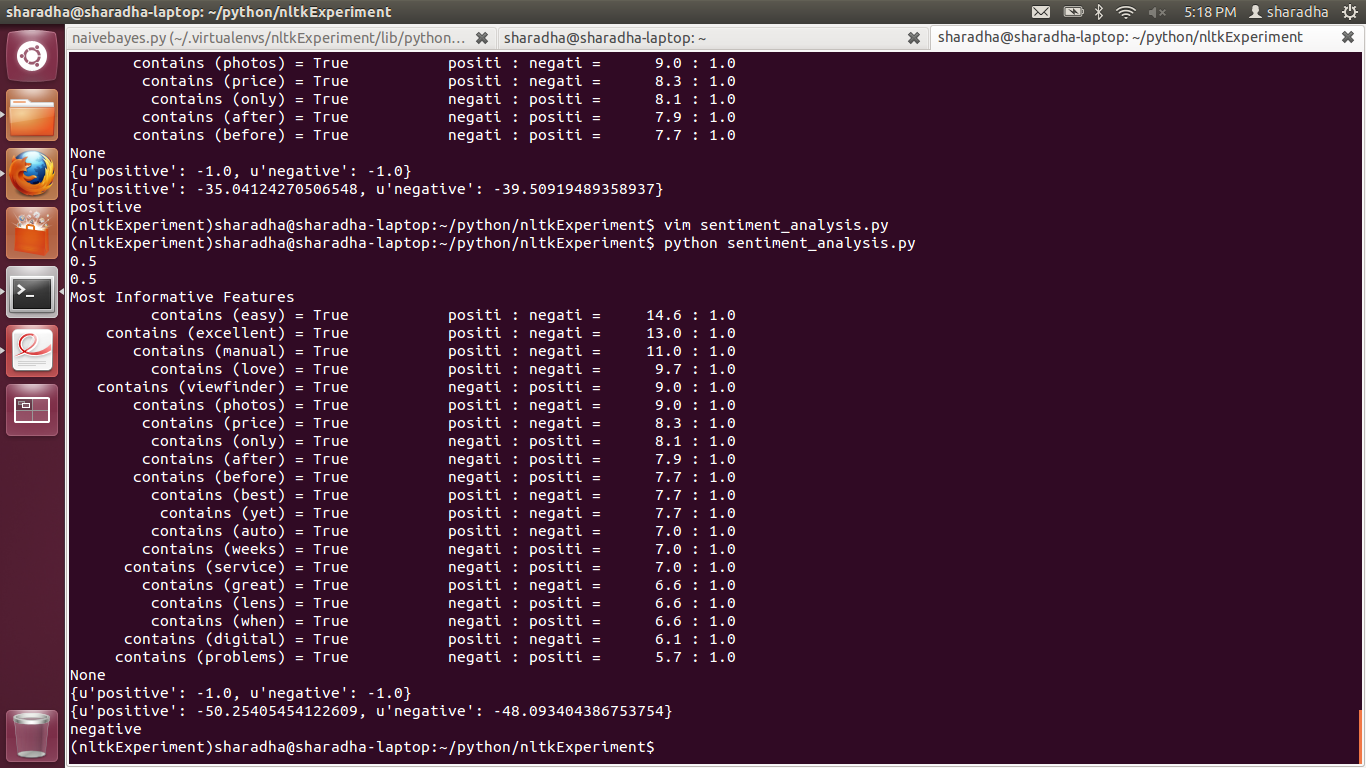 sharadha@sharadha-laptop: ~/python/nltkExperiment
5:18 PM sharadha
naivebayes.py (~/.virtualenvs/nltkExperiment/lib/python... sharadha@sharadha-laptop: ~ sharadha@sharadha-laptop: ~/python/nltkExperiment
contains (photos) = True positi : negati = 9.0 : 1.0
contains (price) = True positi : negati = 8.3 : 1.0
contains (only) = True negati : positi = 8.1 : 1.0
contains (after) = True negati : positi = 7.9 : 1.0
contains (before) = True negati : positi = 7.7 : 1.0
None
{u'positive': -1.0, u'negative': -1.0}
{u'positive': -35.04124270506548, u'negative': -39.50919489358937}
positive
(nltkExperiment)sharadha@sharadha-laptop:~/python/nltkExperiment$ vim sentiment_analysis.py
(nltkExperiment)sharadha@sharadha-laptop:~/python/nltkExperiment$ python sentiment_analysis.py
0.5
0.5
Most Informative Features
contains (easy) = True positi : negati = 14.6 : 1.0
contains (excellent) = True positi : negati = 13.0 : 1.0
contains (manual) = True positi : negati = 11.0 : 1.0
contains (love) = True positi : negati = 9.7 : 1.0
contains (viewfinder) = True negati : positi = 9.0 : 1.0
contains (photos) = True positi : negati = 9.0 : 1.0
contains (price) = True positi : negati = 8.3 : 1.0
contains (only) = True negati : positi = 8.1 : 1.0
contains (after) = True negati : positi = 7.9 : 1.0
contains (before) = True negati : positi = 7.7 : 1.0
contains (best) = True positi : negati = 7.7 : 1.0
contains (yet) = True negati : positi = 7.7 : 1.0
contains (auto) = True positi : negati = 7.0 : 1.0
contains (weeks) = True negati : positi = 7.0 : 1.0
contains (service) = True negati : positi = 7.0 : 1.0
contains (great) = True positi : negati = 6.6 : 1.0
contains (lens) = True negati : positi = 6.6 : 1.0
contains (when) = True negati : positi = 6.6 : 1.0
contains (digital) = True positi : negati = 6.1 : 1.0
contains (problems) = True negati : positi = 5.7 : 1.0
None
{u'positive': -1.0, u'negative': -1.0}
{u'positive': -50.25405454122609, u'negative': -48.093404386753754}
negative
(nltkExperiment)sharadha@sharadha-laptop:~/python/nltkExperiment$